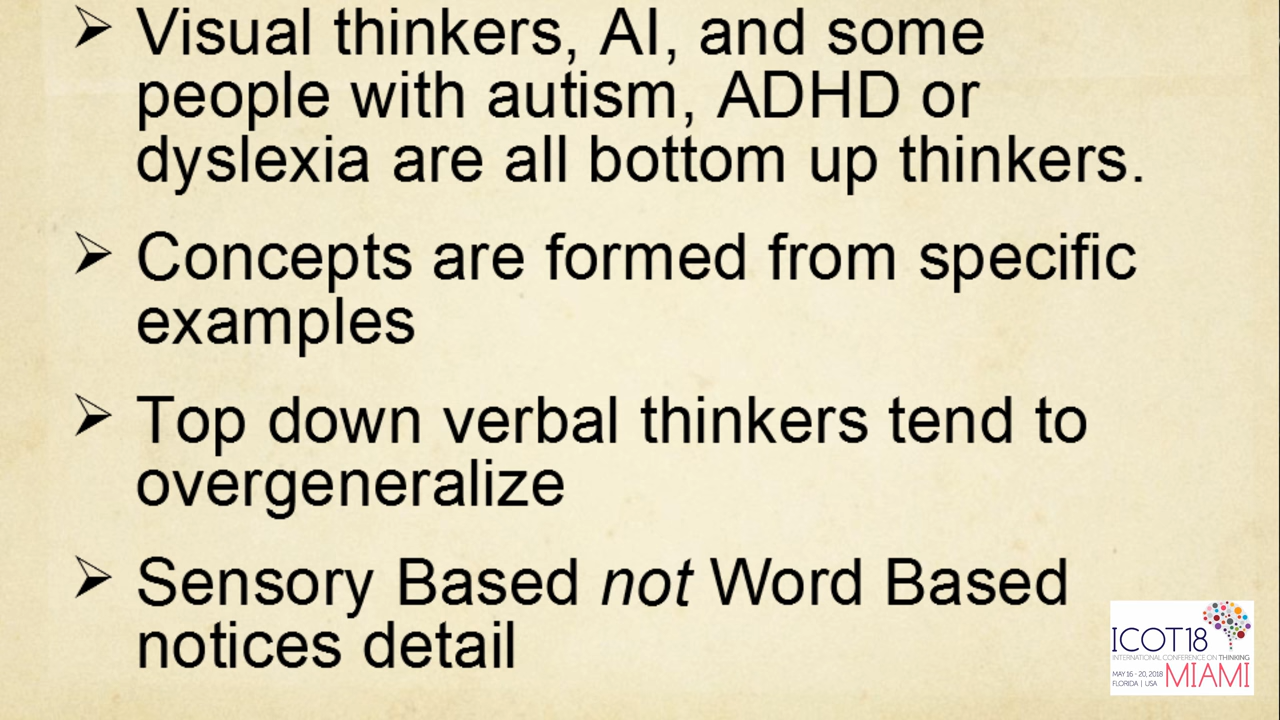 Visual thinkers, AI, and some
people with autism, ADHD or
dyslexia are all bottom up thinkers.
Concepts are formed from specific
examples
Top down verbal thinkers tend to
overgeneralize
Sensory Based not Word Based
notices detail
ICOT18
INTERNATIONAL CONFERENCE ON THINKING
MAY 16 - 20, 2018
FLORIDA | USA
MIAMI